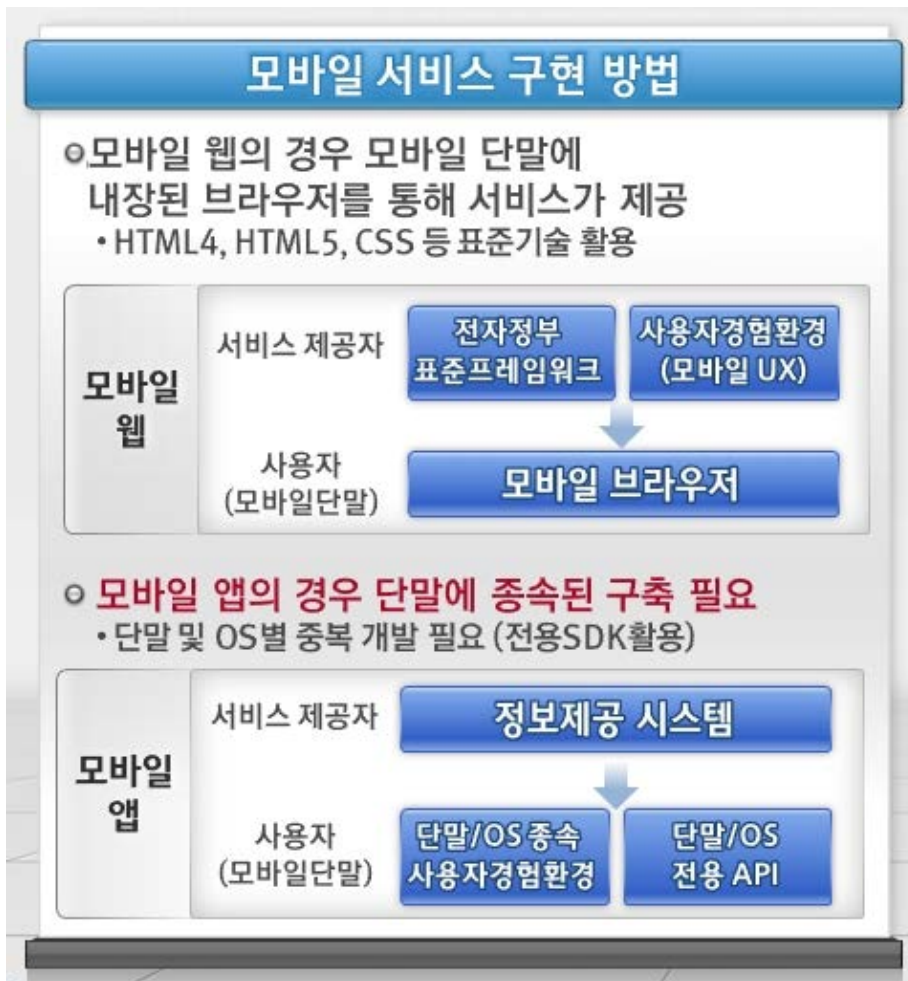 모바일 서비스 구현 방법
모바일 웹의 경우 모바일 단말에
내장된 브라우저를 통해 서비스가 제공
• HTML4, HTML5, CSS 등 표준기술 활용
모바일
웹
서비스 제공자
전자정부
표준프레임워크
사용자경험환경
(모바일 UX)
사용자
(모바일단말)
모바일 브라우저
모바일 앱의 경우 단말에 종속된 구축 필요
• 단말 및 OS별 중복 개발 필요 (전용SDK활용)
모바일
앱
서비스 제공자
정보제공 시스템
사용자
(모바일단말)
단말/OS 종속
사용자경험환경
단말/OS
전용 API